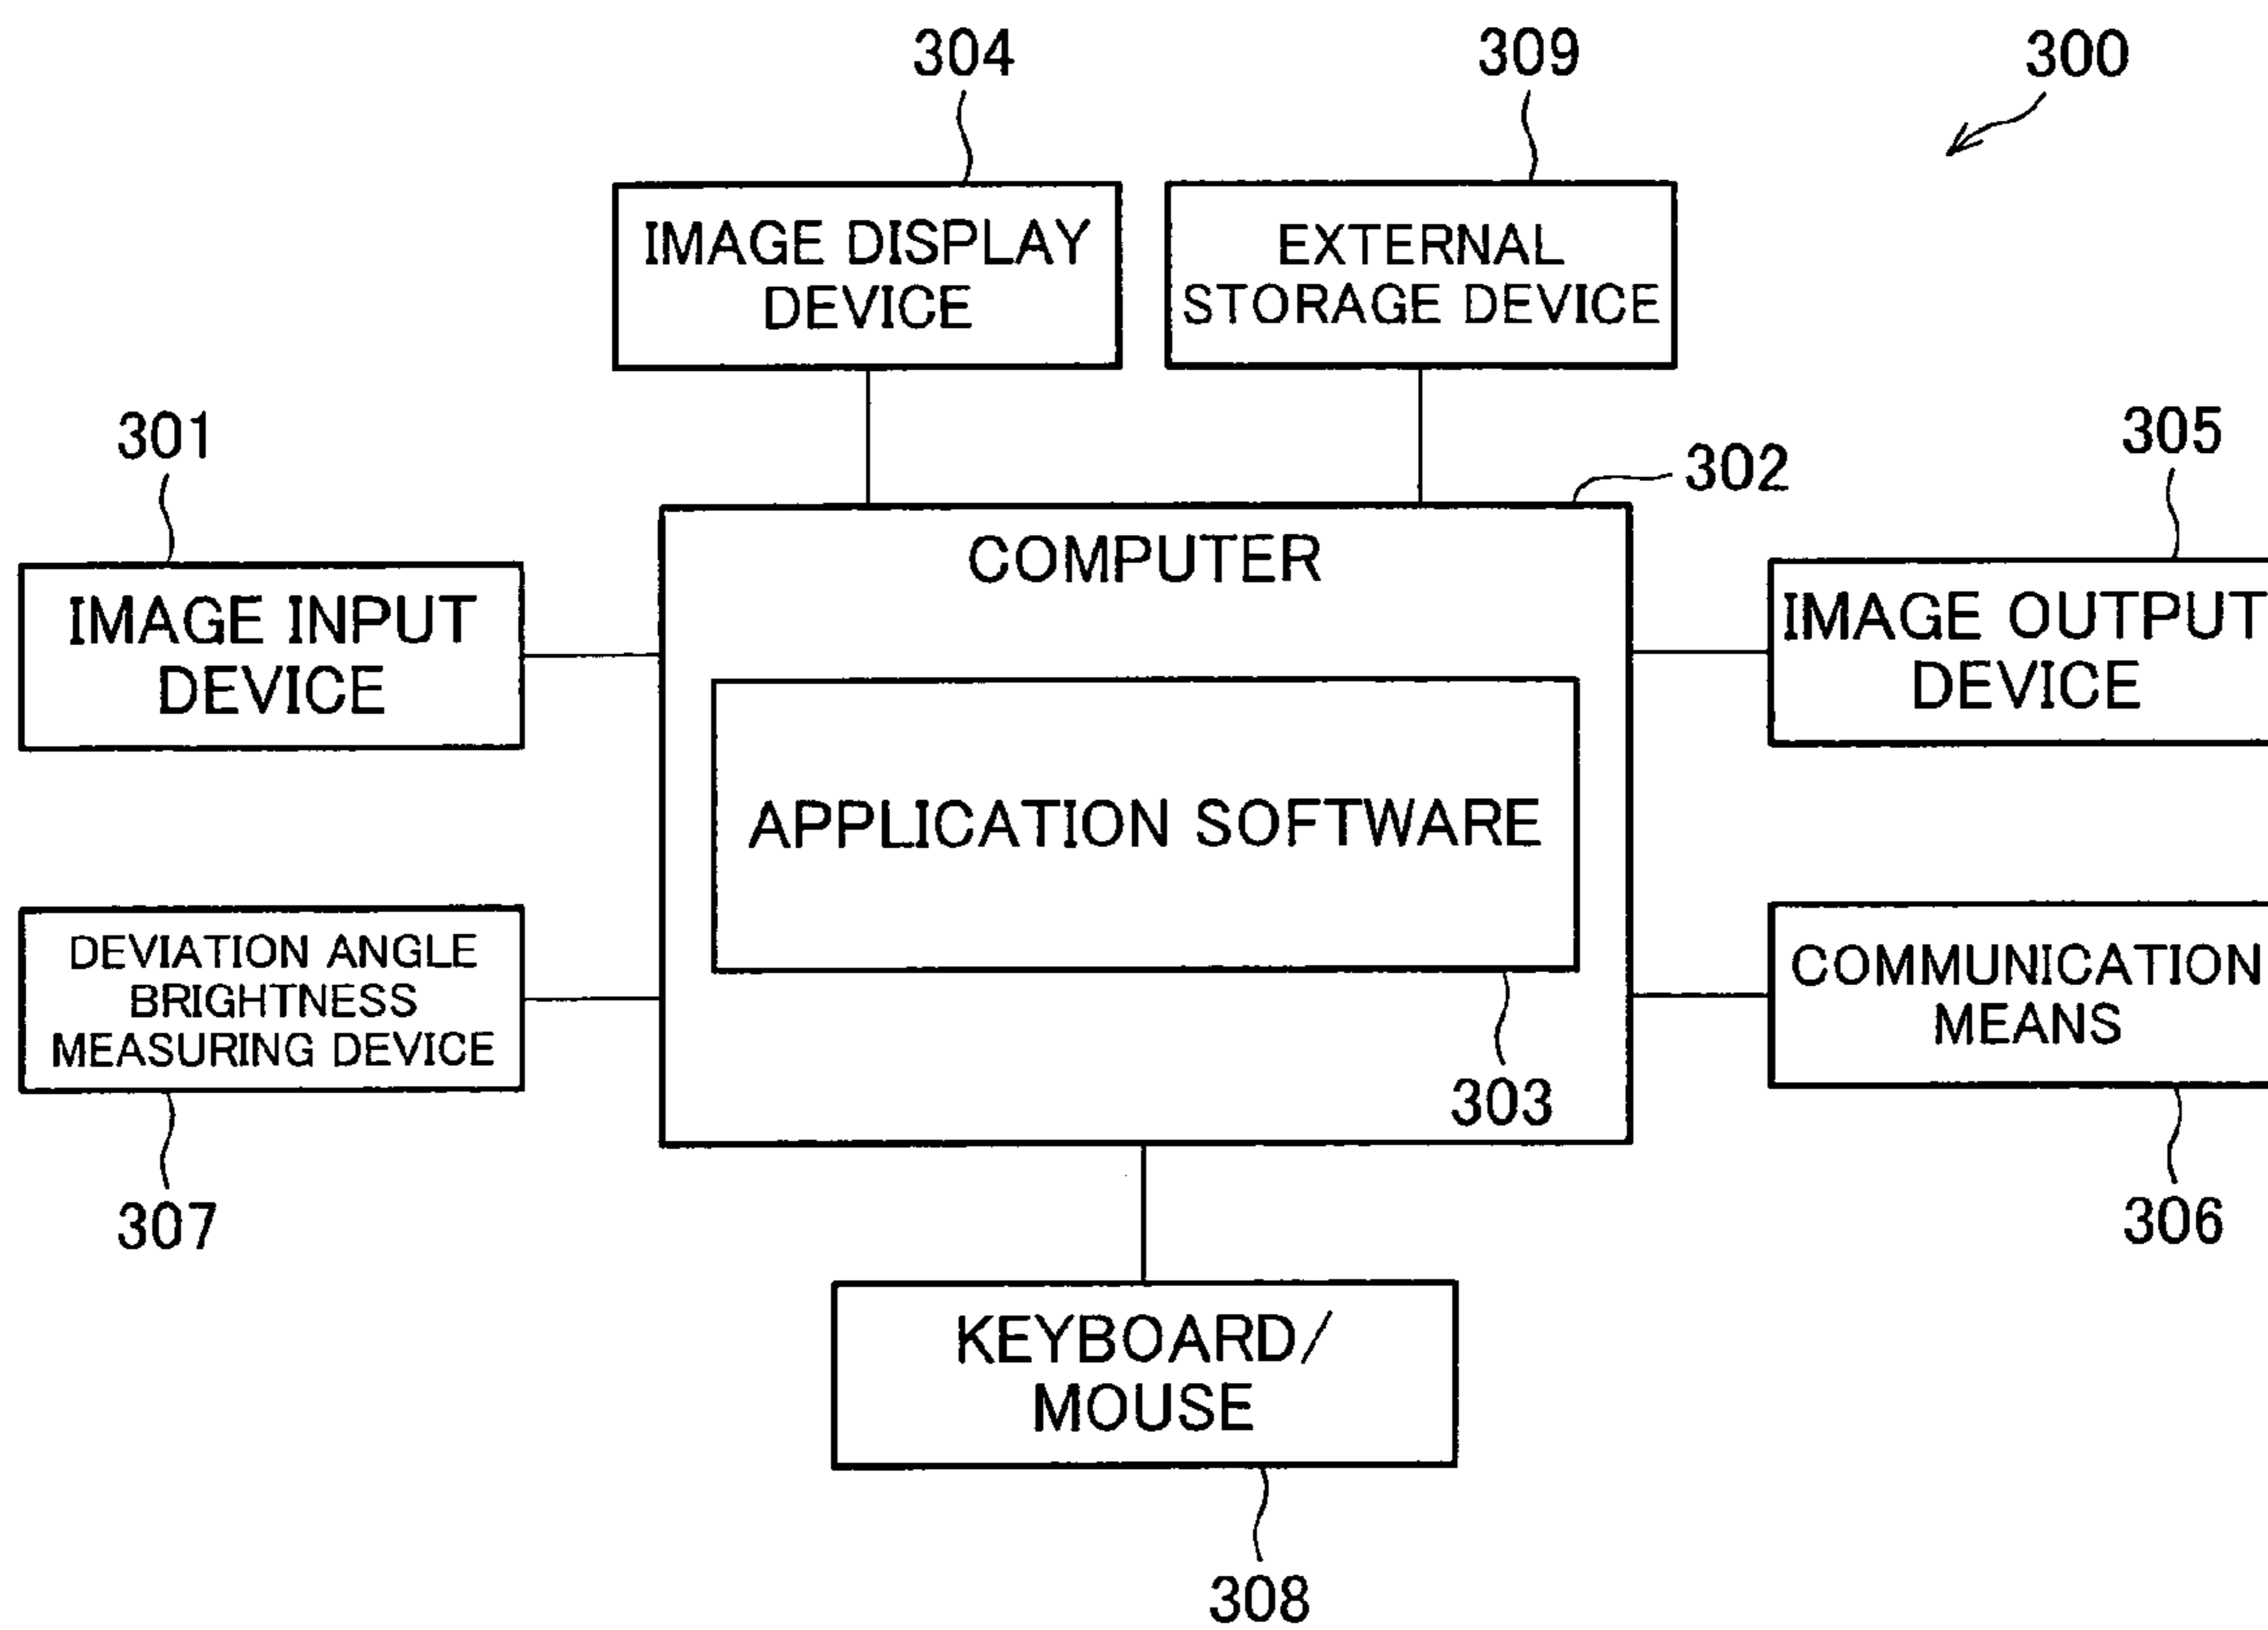 304
309
300
IMAGE DISPLAY
DEVICE
EXTERNAL
STORAGE DEVICE
301
302
305
COMPUTER
IMAGE INPUT
DEVICE
IMAGE OUTPUT
DEVICE
APPLICATION SOFTWARE
DEVIATION ANGLE
BRIGHTNESS
MEASURING DEVICE
COMMUNICATION
MEANS
303
307
306
KEYBOARD/
MOUSE
308